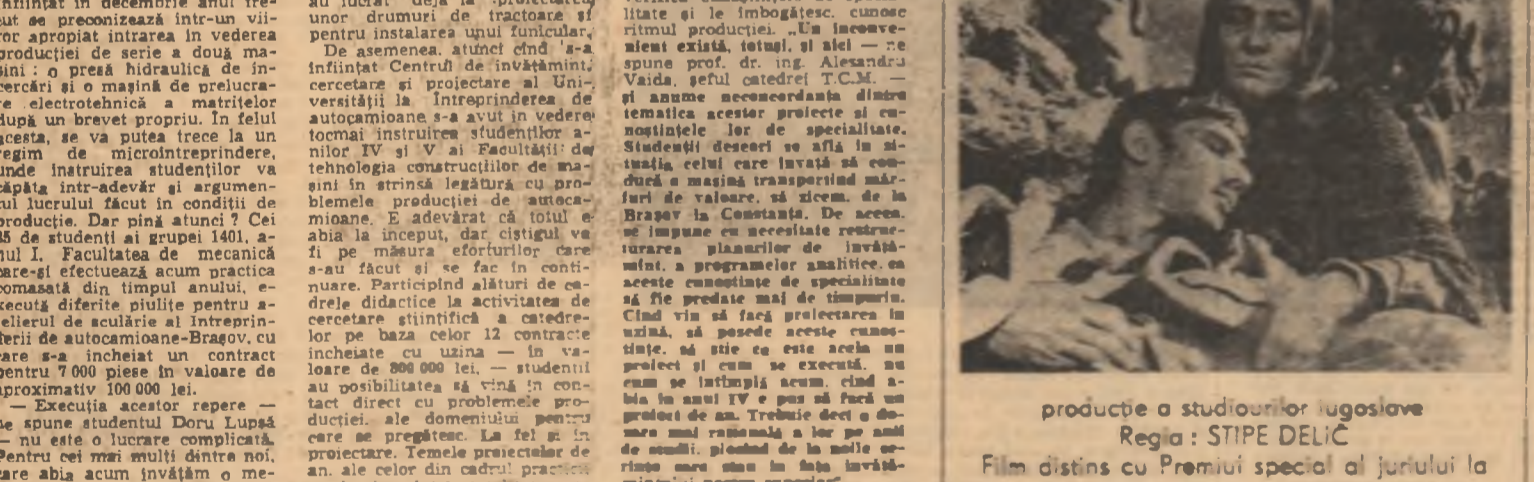 înființat în decembrie anul tre-
cut se preconizează într-un vii-
tor apropiat intrarea în vederea
producției de serie a două ma-
șini : o presă hidraulică de în-
cercări și o mașină de prelucra-
re electrotehnică a matrițelor
după un brevet propriu. În felul
acesta, se va putea trece la un
regim de microîntreprindere,
unde instruirea studenților va
căpăta într-adevăr și argumen-
tul lucrului făcut în condiții de
producție. Dar pînă atunci ? Cei
35 de studenți ai grupei 1401, a-
nul I, Facultatea de mecanică
care-și efectuează acum practica
comasată din timpul anului, e-
xecută diferite piulițe pentru a-
telierul de sculărie al Întreprin-
derii de autocamioane-Brașov, cu
care s-a încheiat un contract
pentru 7 000 piese în valoare de
aproximativ 100 000 lei.
— Execuția acestor repere —
ne spune studentul Doru Lupșă
— nu este o lucrare complicată.
Pentru cei mai mulți dintre noi,
care abia acum învățăm o me-
au lucrat deja la proiectarea
unor drumuri de tractoare și
pentru instalarea unui funicular.
De asemenea, atunci cînd s-a
înființat Centrul de învățămînt,
cercetare și proiectare al Uni-
versității la Întreprinderea de
autocamioane s-a avut în vedere
tocmai instruirea studenților a-
nilor IV și V ai Facultății de
tehnologia construcțiilor de ma-
șini în strînsă legătură cu pro-
blemele producției de autoca-
mioane. E adevărat că totul e
abia la început, dar cîștigul va
fi pe măsura eforturilor care
s-au făcut și se fac în conti-
nuare. Participînd alături de ca-
drele didactice la activitatea de
cercetare științifică a catedre-
lor pe baza celor 12 contracte
încheiate cu uzina — în va-
loare de 800 000 lei, — studenții
au posibilitatea să vină în con-
tact direct cu problemele pro-
ducției, ale domeniului pentru
care se pregătesc. La fel și în
proiectare. Temele proiectelor de
an, ale celor din cadrul practicii
litate și le îmbogățesc, cunosc
ritmul producției. „Un inconve-
nient există, totuși, și aici — ne
spune prof. dr. ing. Alexandru
Vaida, șeful catedrei T.C.M. —
și anume neconcordanța dintre
tematica acestor proiecte și cu-
noștințele lor de specialitate.
Studenții deseori se află în si-
tuația celui care învață să con-
ducă o mașină transportînd măr-
furi de valoare, să zicem, de la
Brașov la Constanța. De aceea,
se impune cu necesitate restruc-
turarea planurilor de învăță-
mînt, a programelor analitice, ca
aceste cunoștințe de specialitate
să fie predate mai de timpuriu.
Cînd vin să facă proiectarea în
uzină, să posede aceste cunoș-
tințe, să știe ce este acela un
proiect și cum se execută, nu
cum se întîmplă acum, cînd a-
bia în anul IV e pus să facă un
proiect de an. Trebuie deci o do-
zare mai rațională a lor pe ani
de studii, plecînd de la noile ce-
rințe care stau în fața învăță-
producție a studiourilor iugoslave
Regia : STIPE DELIČ
Film distins cu Premiul special al juriului la